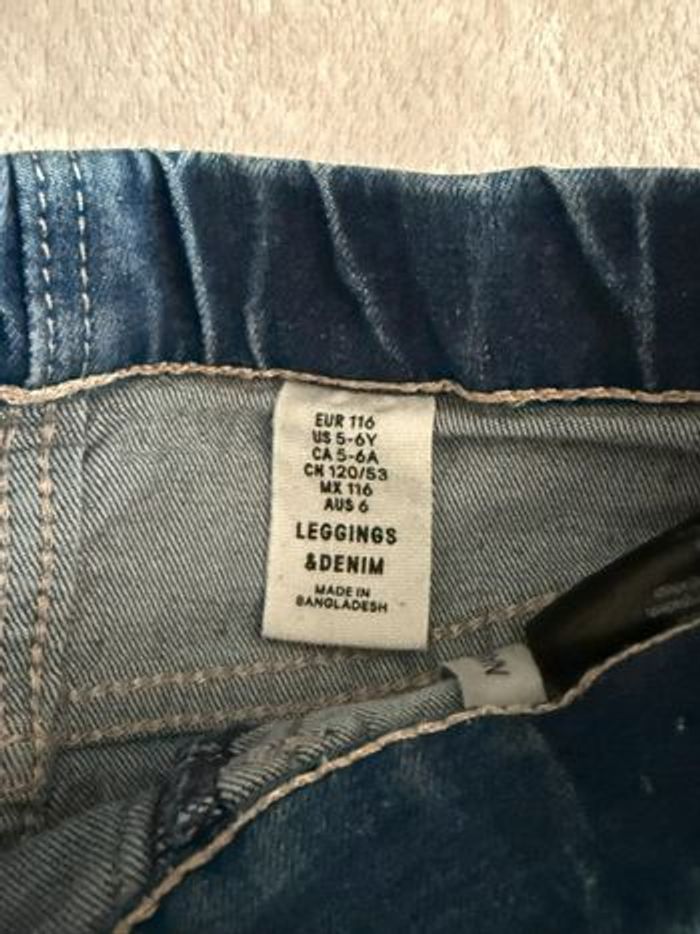 EUR 116
US 5-6Y
CA 5-6A
CN 120/53
MX 116
AUS 6
LEGGINGS
&DENIM
MADE IN
BANGLADESH